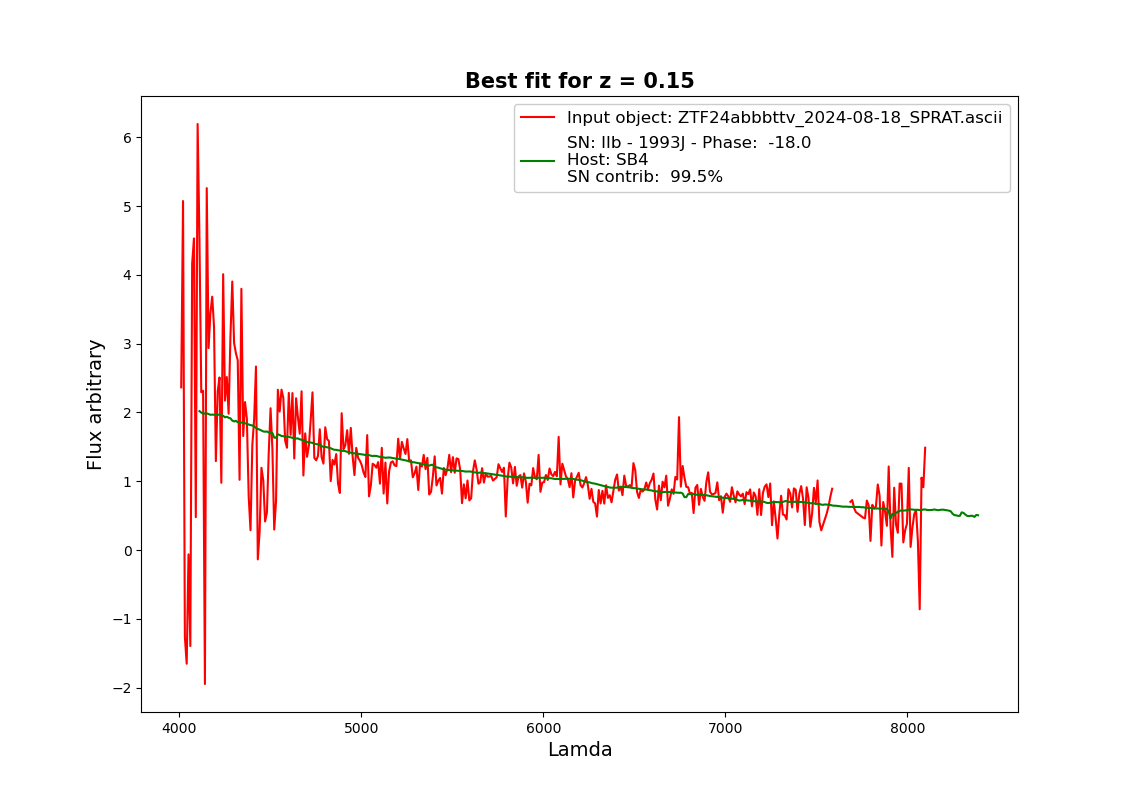 Best fit for z = 0.15
Input object: ZTF24abbbttv_2024-08-18_SPRAT.ascii
SN: IIb - 1993J - Phase:  -18.0
Host: SB4
SN contrib:  99.5%
Flux arbitrary
6
5
4
3
2
1
0
−1
−2
4000 5000 6000 7000 8000
Lamda